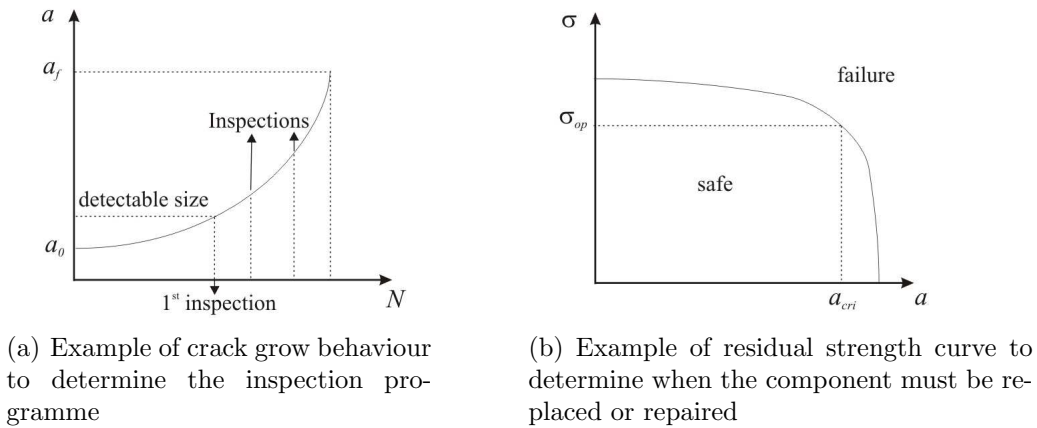 a
a_f
Inspections
detectable size
a_0
1st inspection
N
(a) Example of crack grow behaviour
to determine the inspection pro-
gramme
σ
failure
σ_op
safe
a_cri
a
(b) Example of residual strength curve to
determine when the component must be re-
placed or repaired